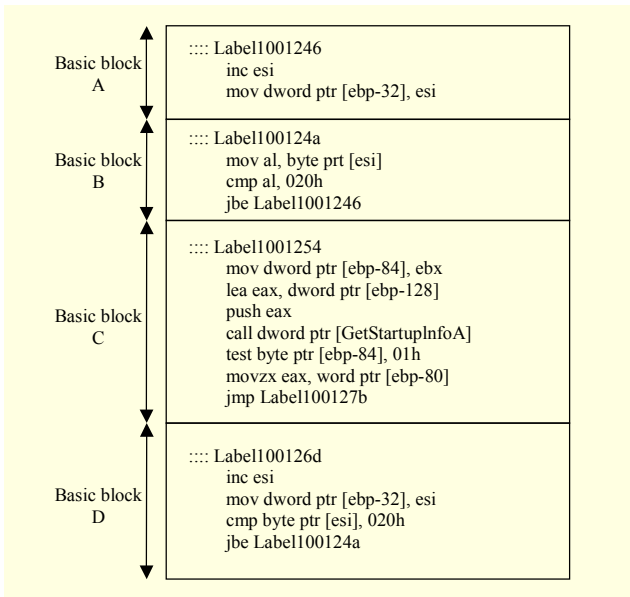 Basic block
A
:::: Label1001246
inc esi
mov dword ptr [ebp-32], esi
Basic block
B
:::: Label100124a
mov al, byte prt [esi]
cmp al, 020h
jbe Label1001246
Basic block
C
:::: Label1001254
mov dword ptr [ebp-84], ebx
lea eax, dword ptr [ebp-128]
push eax
call dword ptr [GetStartuplnfoA]
test byte ptr [ebp-84], 01h
movzx eax, word ptr [ebp-80]
jmp Label100127b
Basic block
D
:::: Label100126d
inc esi
mov dword ptr [ebp-32], esi
cmp byte ptr [esi], 020h
jbe Label100124a